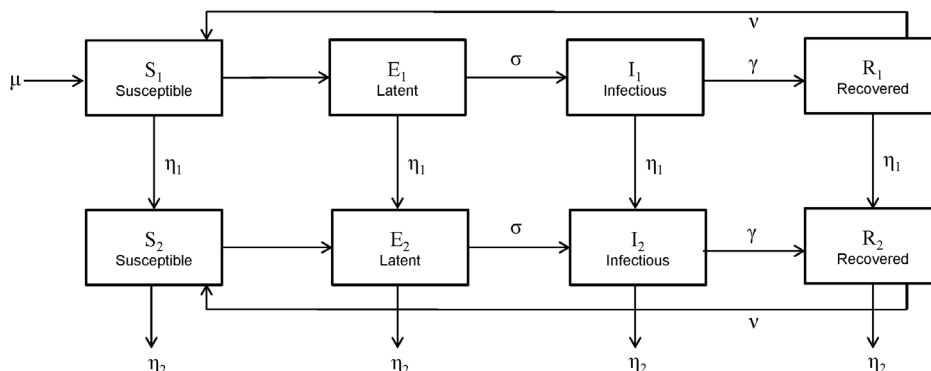 ν
μ
S1
Susceptible
E1
Latent
σ
I1
Infectious
γ
R1
Recovered
η1
η1
η1
η1
S2
Susceptible
E2
Latent
σ
I2
Infectious
γ
R2
Recovered
ν
η2
η2
η2
η2